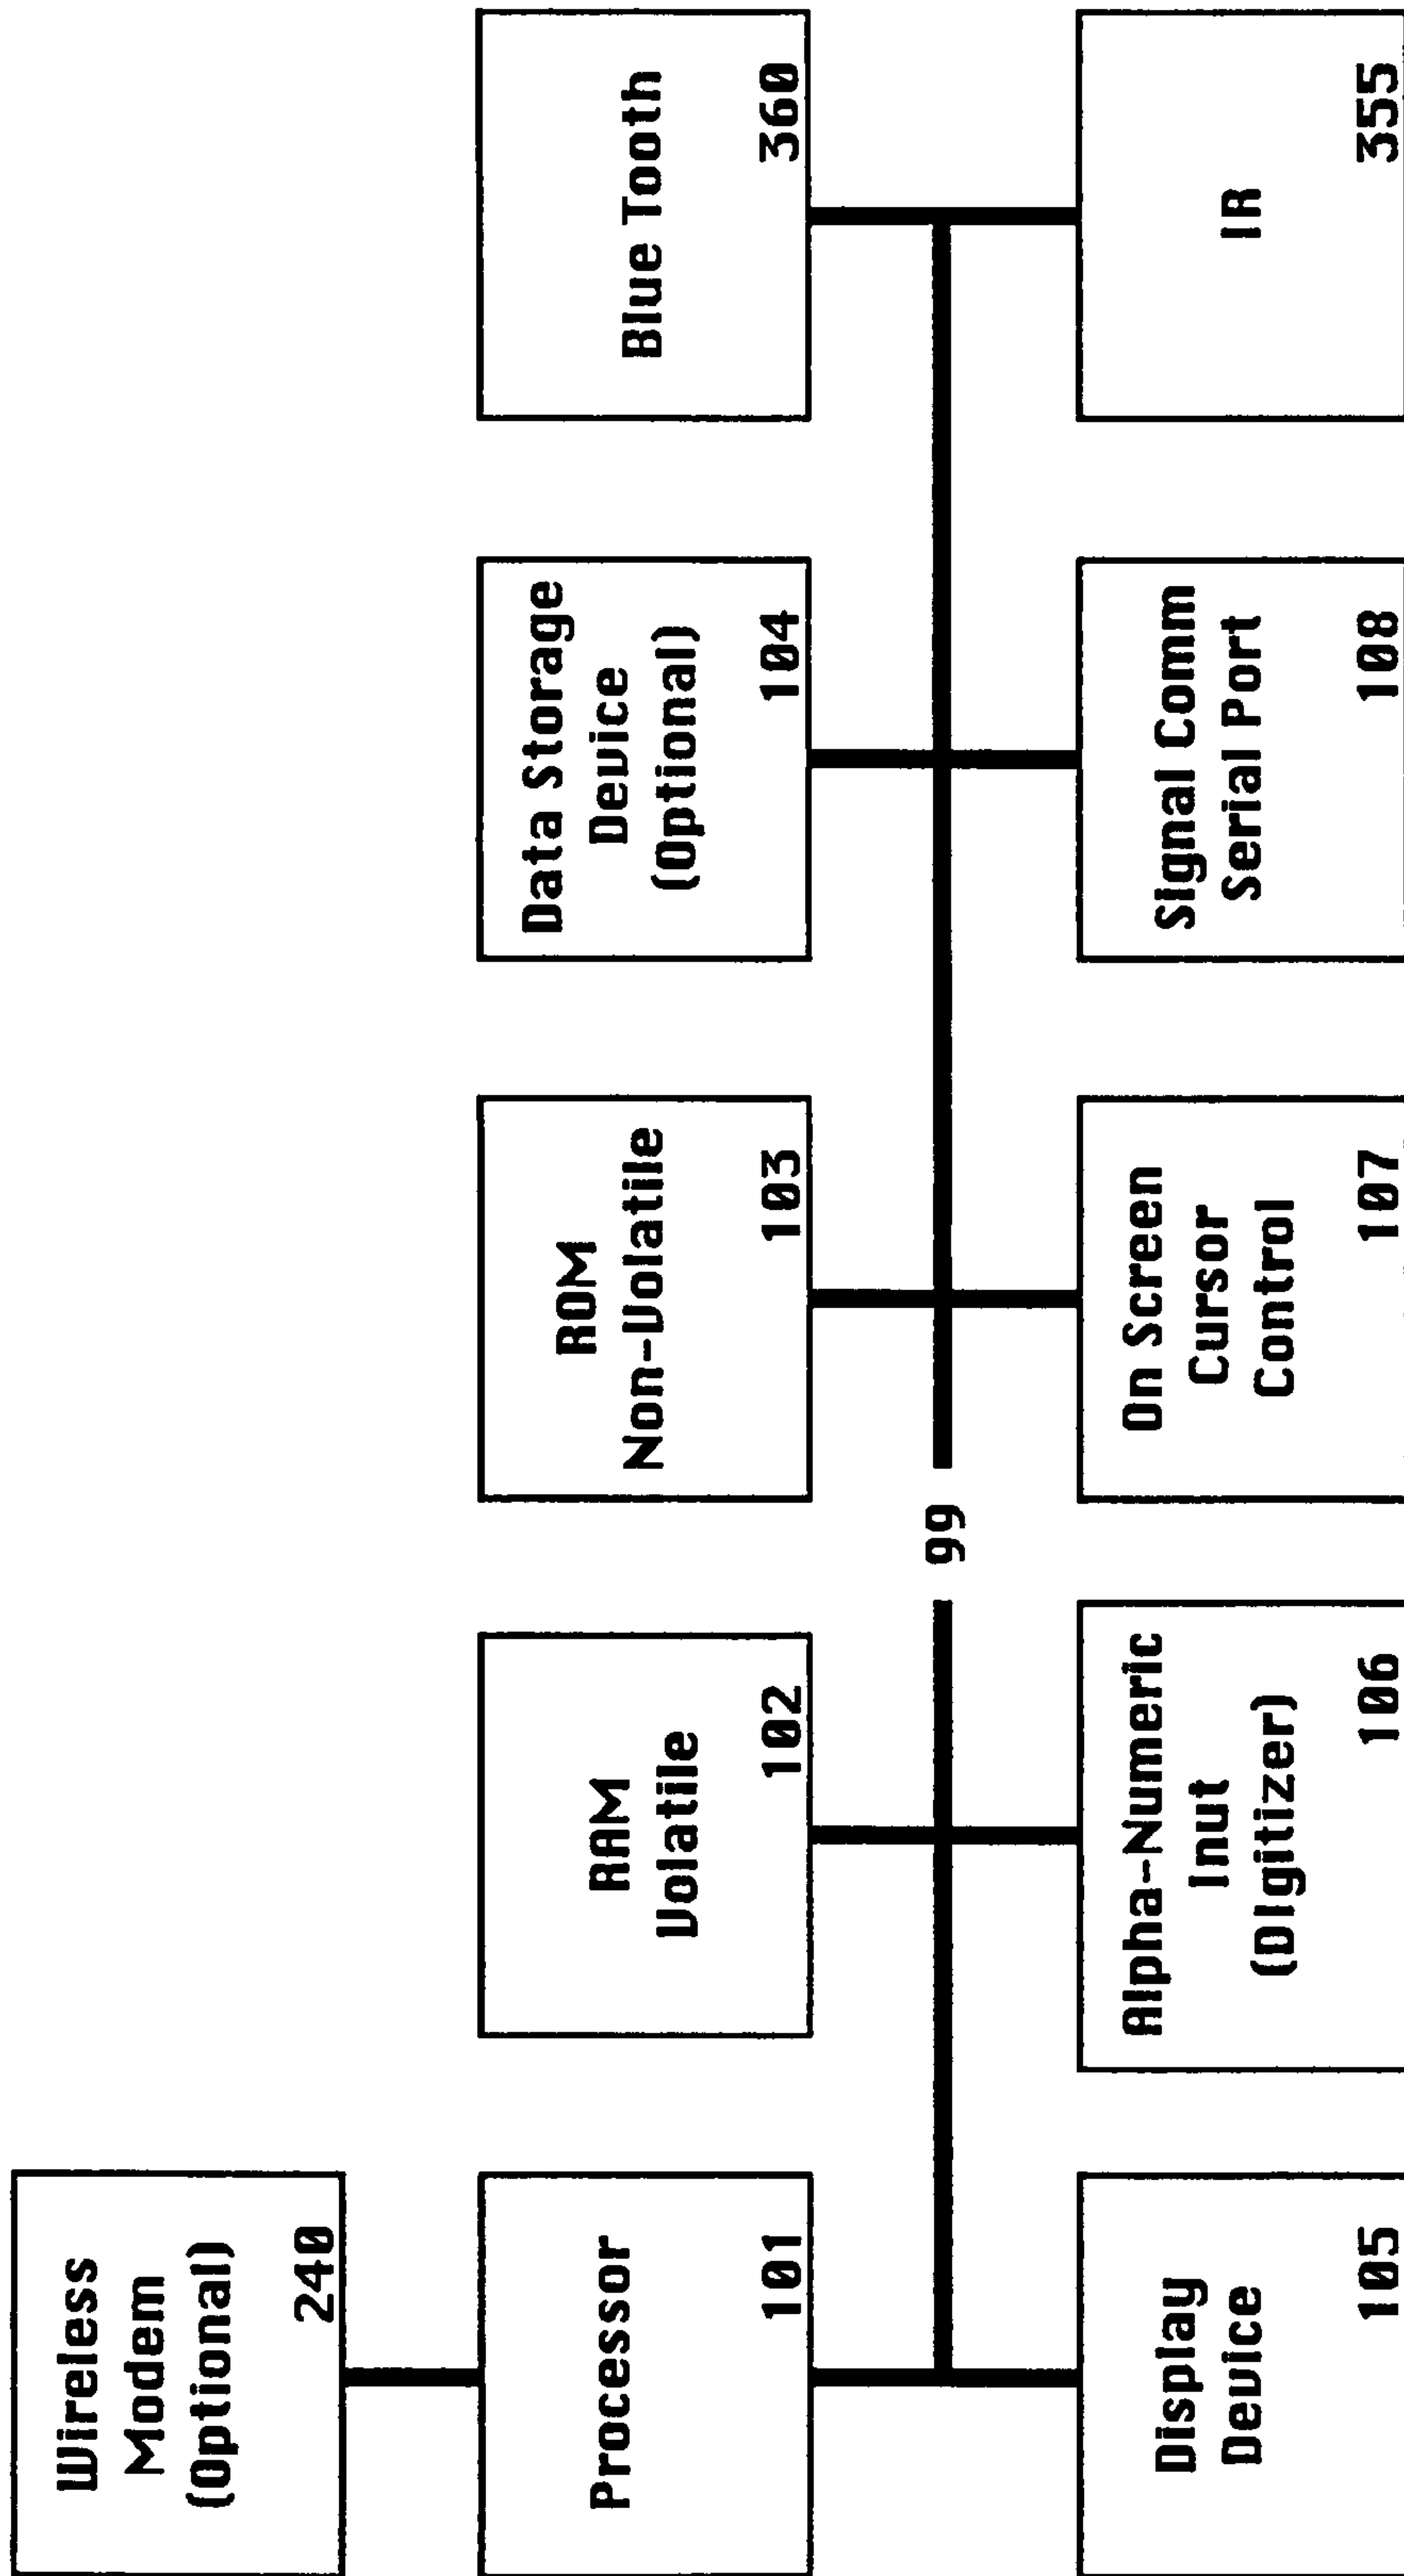 Wireless
Modem
(Optional)
240
Processor
101
RAM
Volatile
102
ROM
Non-Volatile
103
Data Storage
Device
(Optional)
104
Blue Tooth
360
99
Display
Device
105
Alpha-Numeric
Inut
(DIgitizer)
106
On Screen
Cursor
Control
107
Signal Comm
Serial Port
108
IR
355